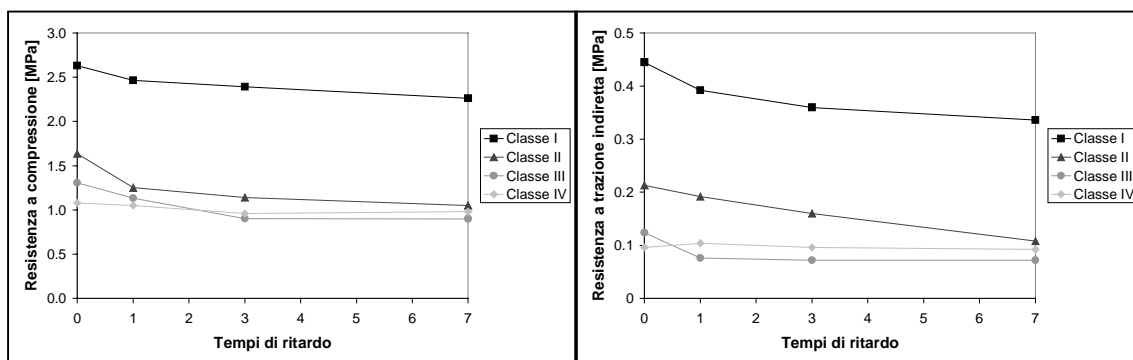 Resistenza a compressione [MPa]
3.0
2.5
2.0
1.5
1.0
0.5
0.0
0 1 2 3 4 5 6 7
Tempi di ritardo
Classe I
Classe II
Classe III
Classe IV
Resistenza a trazione indiretta [MPa]
0.5
0.4
0.3
0.2
0.1
0
0 1 2 3 4 5 6 7
Tempi di ritardo
Classe I
Classe II
Classe III
Classe IV